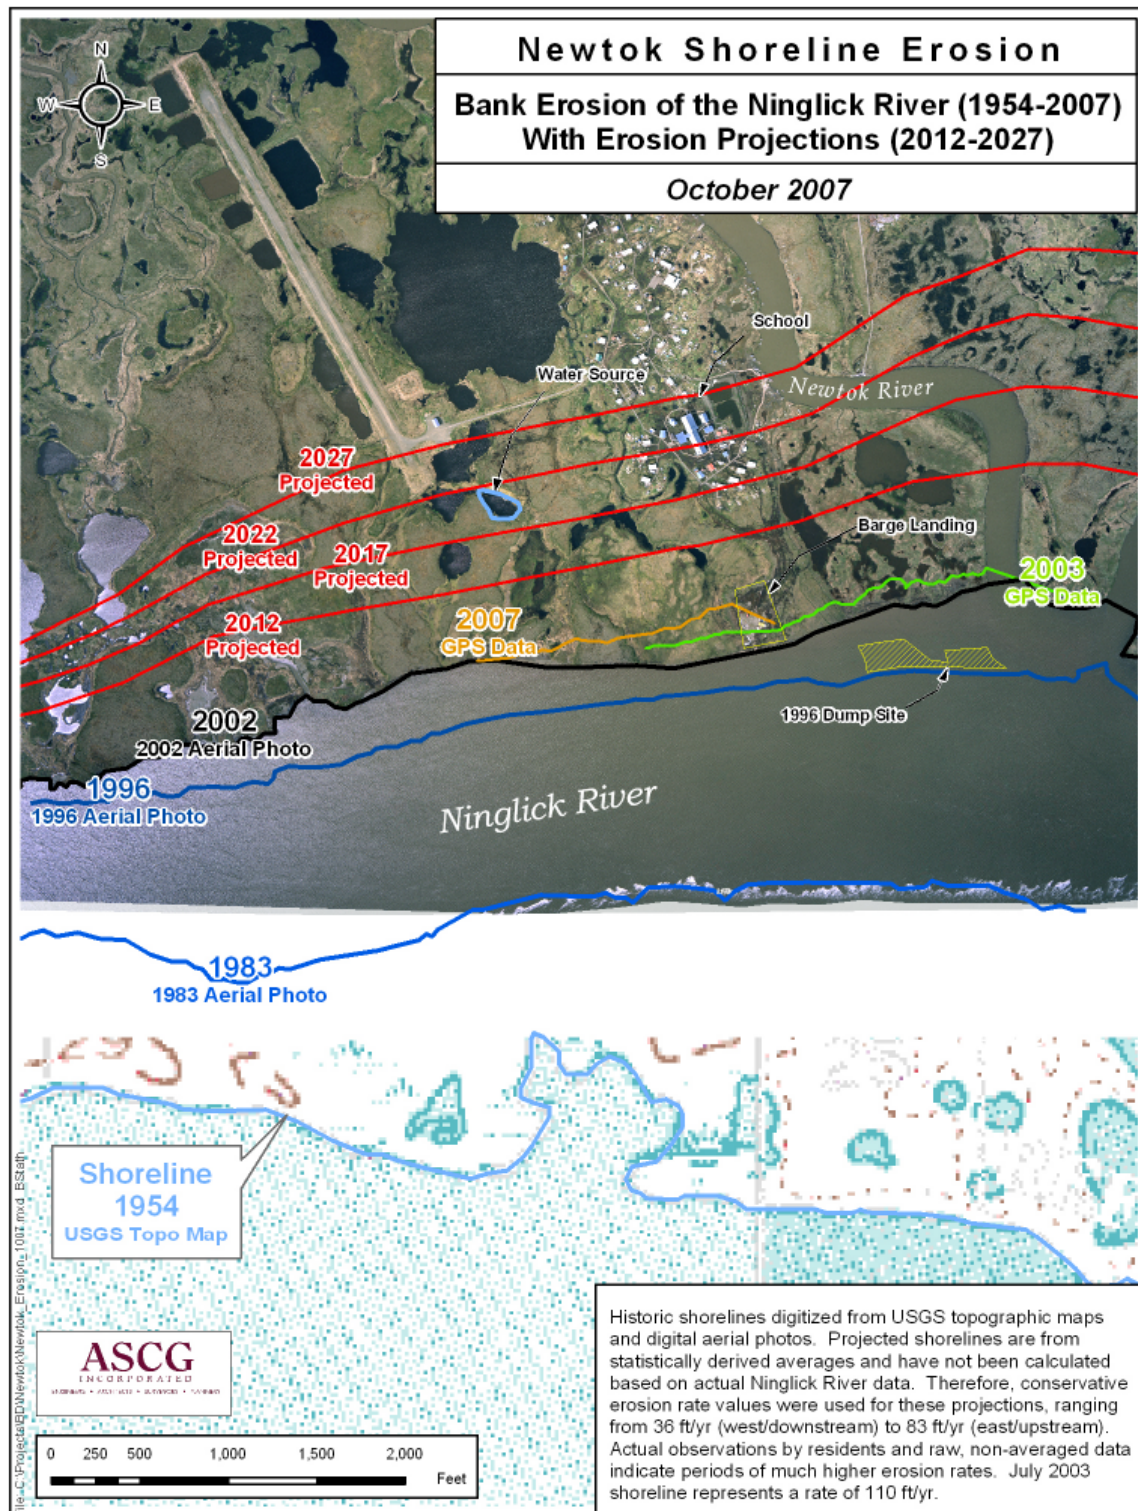 Newtok Shoreline Erosion
Bank Erosion of the Ninglick River (1954-2007)
With Erosion Projections (2012-2027)
October 2007
N
W E
S
School
Water Source
Newtok River
2027
Projected
2022
Projected
2017
Projected
Barge Landing
2003
GPS Data
2012
Projected
2007
GPS Data
2002
2002 Aerial Photo
1996 Dump Site
1996
1996 Aerial Photo
Ninglick River
1983
1983 Aerial Photo
Shoreline
1954
USGS Topo Map
ASCG
INCORPORATED
ENGINEERS • ARCHITECTS • SURVEYORS • PLANNERS
0 250 500 1,000 1,500 2,000
Feet
Historic shorelines digitized from USGS topographic maps
and digital aerial photos. Projected shorelines are from
statistically derived averages and have not been calculated
based on actual Ninglick River data. Therefore, conservative
erosion rate values were used for these projections, ranging
from 36 ft/yr (west/downstream) to 83 ft/yr (east/upstream).
Actual observations by residents and raw, non-averaged data
indicate periods of much higher erosion rates. July 2003
shoreline represents a rate of 110 ft/yr.